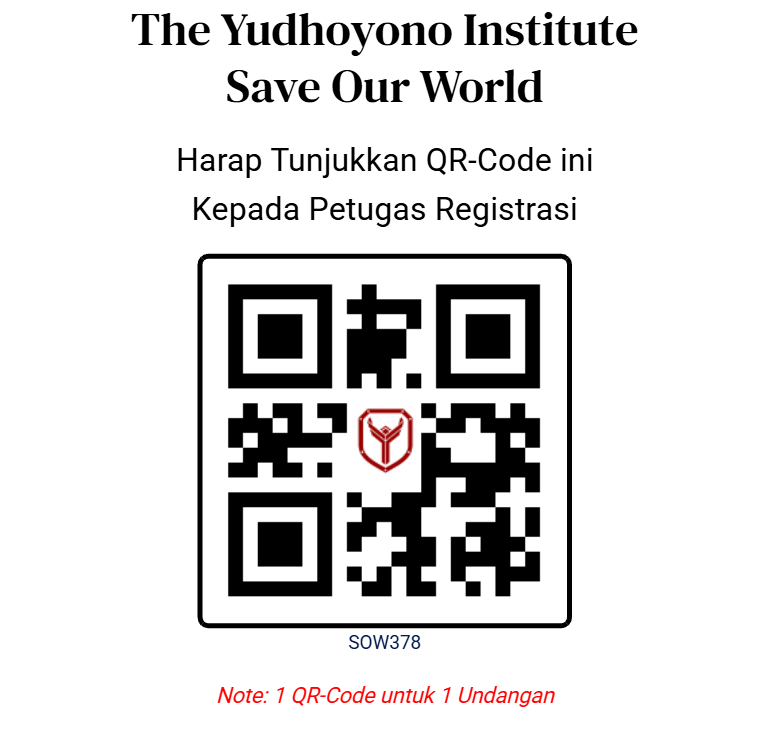 The Yudhoyono Institute
Save Our World
Harap Tunjukkan QR-Code ini
Kepada Petugas Registrasi
SOW378
Note: 1 QR-Code untuk 1 Undangan